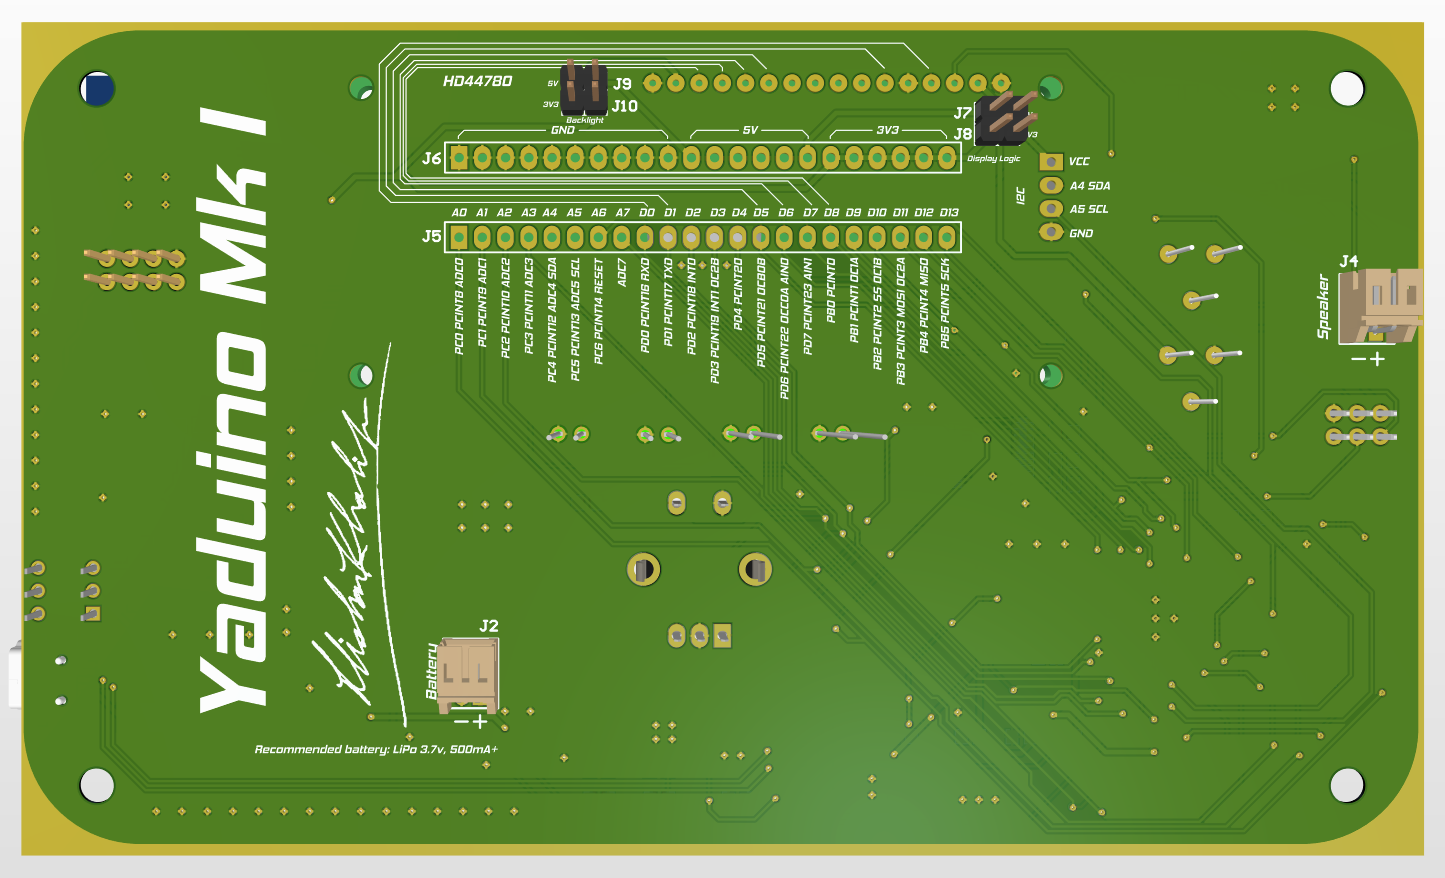 HD44780
5V
3V3
J9
J10
Backlight
J7
J8
V3
Display Logic
GND
5V
3V3
J6
VCC
A4 SDA
A5 SCL
GND
I2C
A0 A1 A2 A3 A4 A5 A6 A7 D0 D1 D2 D3 D4 D5 D6 D7 D8 D9 D10 D11 D12 D13
J5
PC0 PCINT8 ADC0
PC1 PCINT9 ADC1
PC2 PCINT10 ADC2
PC3 PCINT11 ADC3
PC4 PCINT12 ADC4 SDA
PC5 PCINT13 ADC5 SCL
PC6 PCINT14 RESET
ADC7
PD0 PCINT16 RXD
PD1 PCINT17 TXD
PD2 PCINT18 INT0
PD3 PCINT19 INT1 OC2B
PD4 PCINT20
PD5 PCINT21 OCB0B
PD6 PCINT22 OCC0A AIN0
PD7 PCINT23 AIN1
PB0 PCINT0
PB1 PCINT1 OC1A
PB2 PCINT2 SS OC1B
PB3 PCINT3 MOSI OC2A
PB4 PCINT4 MISO
PB5 PCINT5 SCK
J4
Speaker
−+
Yaduino Mk I
J2
Battery
−+
Recommended battery: LiPo 3.7v, 500mA+